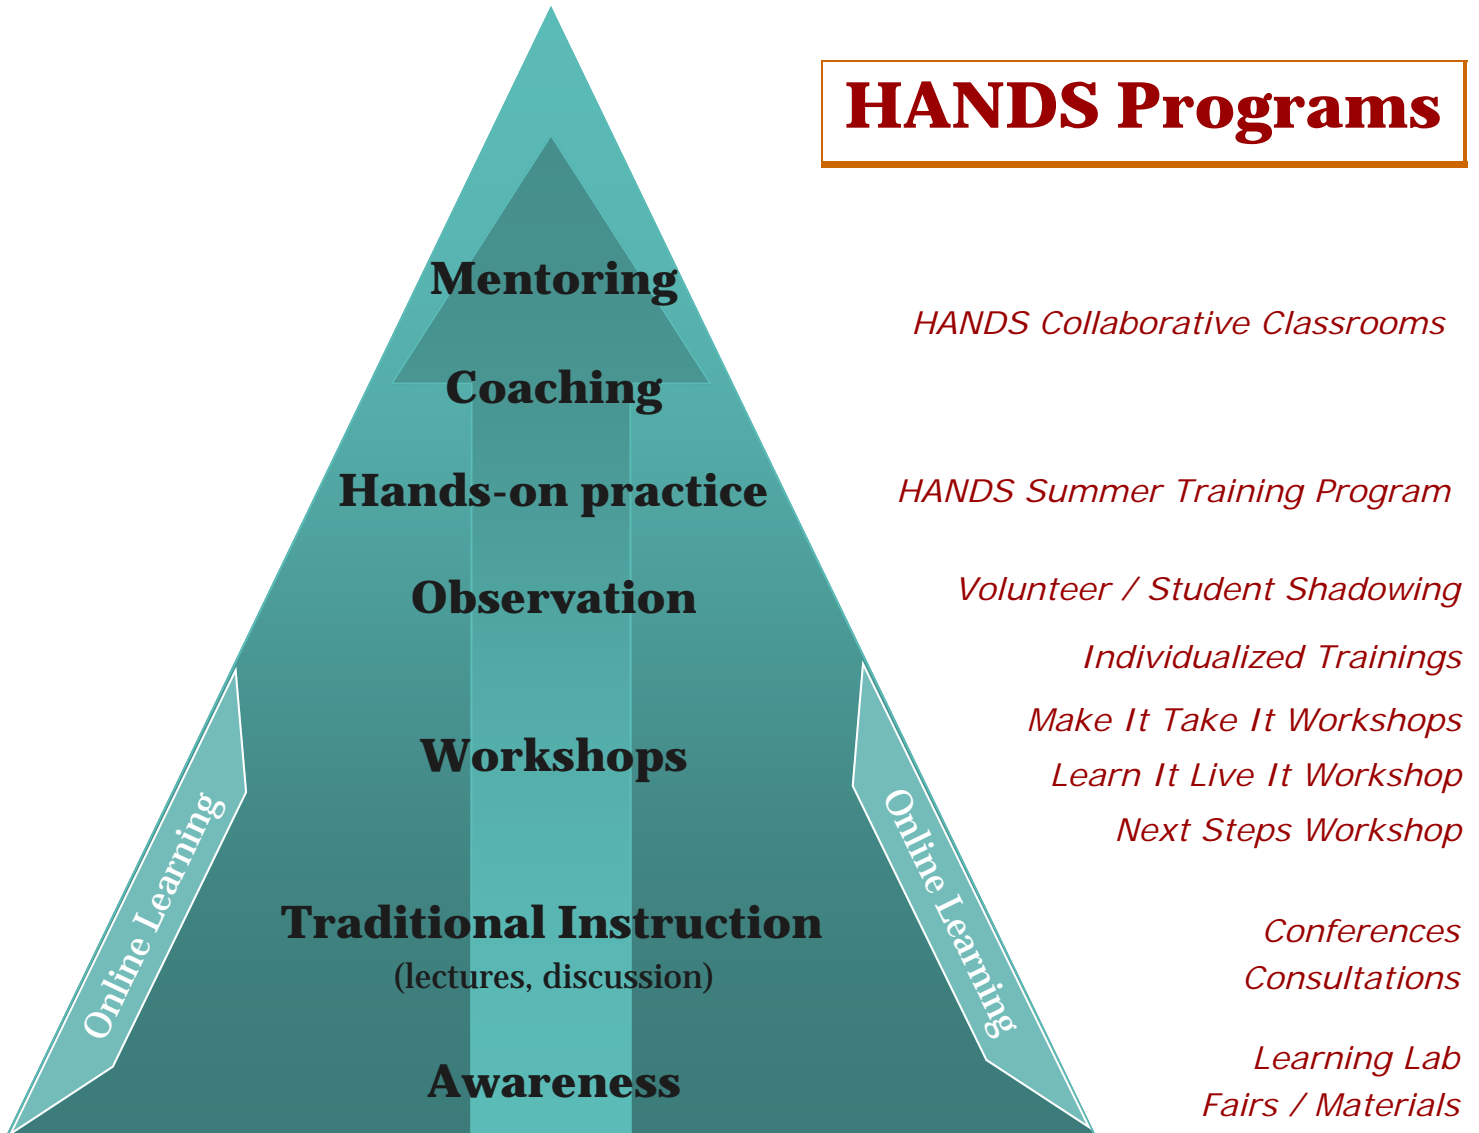 HANDS Programs
Mentoring
HANDS Collaborative Classrooms
Coaching
Hands-on practice
HANDS Summer Training Program
Observation
Volunteer / Student Shadowing
Individualized Trainings
Make It Take It Workshops
Workshops
Learn It Live It Workshop
Next Steps Workshop
Online Learning
Online Learning
Traditional Instruction
(lectures, discussion)
Conferences
Consultations
Awareness
Learning Lab
Fairs / Materials